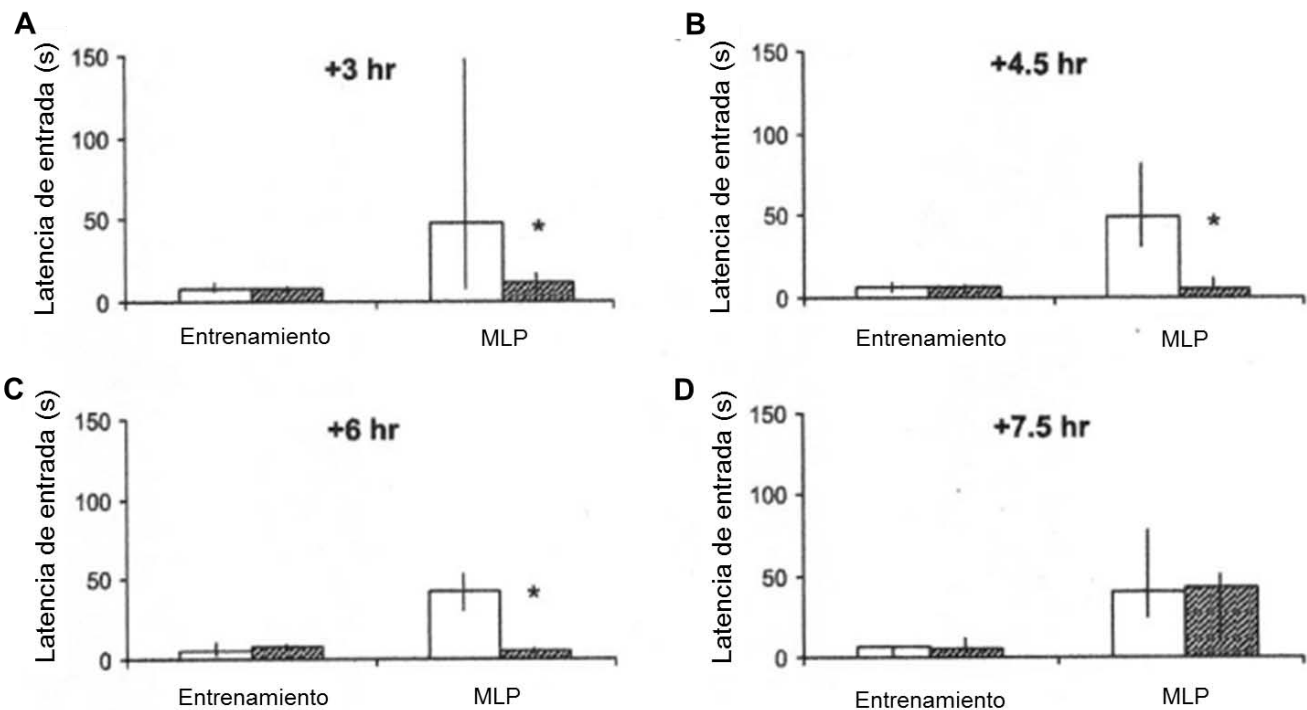 A
Latencia de entrada (s)
150
100
50
0
+3 hr
*
Entrenamiento
MLP
B
Latencia de entrada (s)
150
100
50
0
+4.5 hr
*
Entrenamiento
MLP
C
Latencia de entrada (s)
150
100
50
0
+6 hr
*
Entrenamiento
MLP
D
Latencia de entrada (s)
150
100
50
0
+7.5 hr
Entrenamiento
MLP